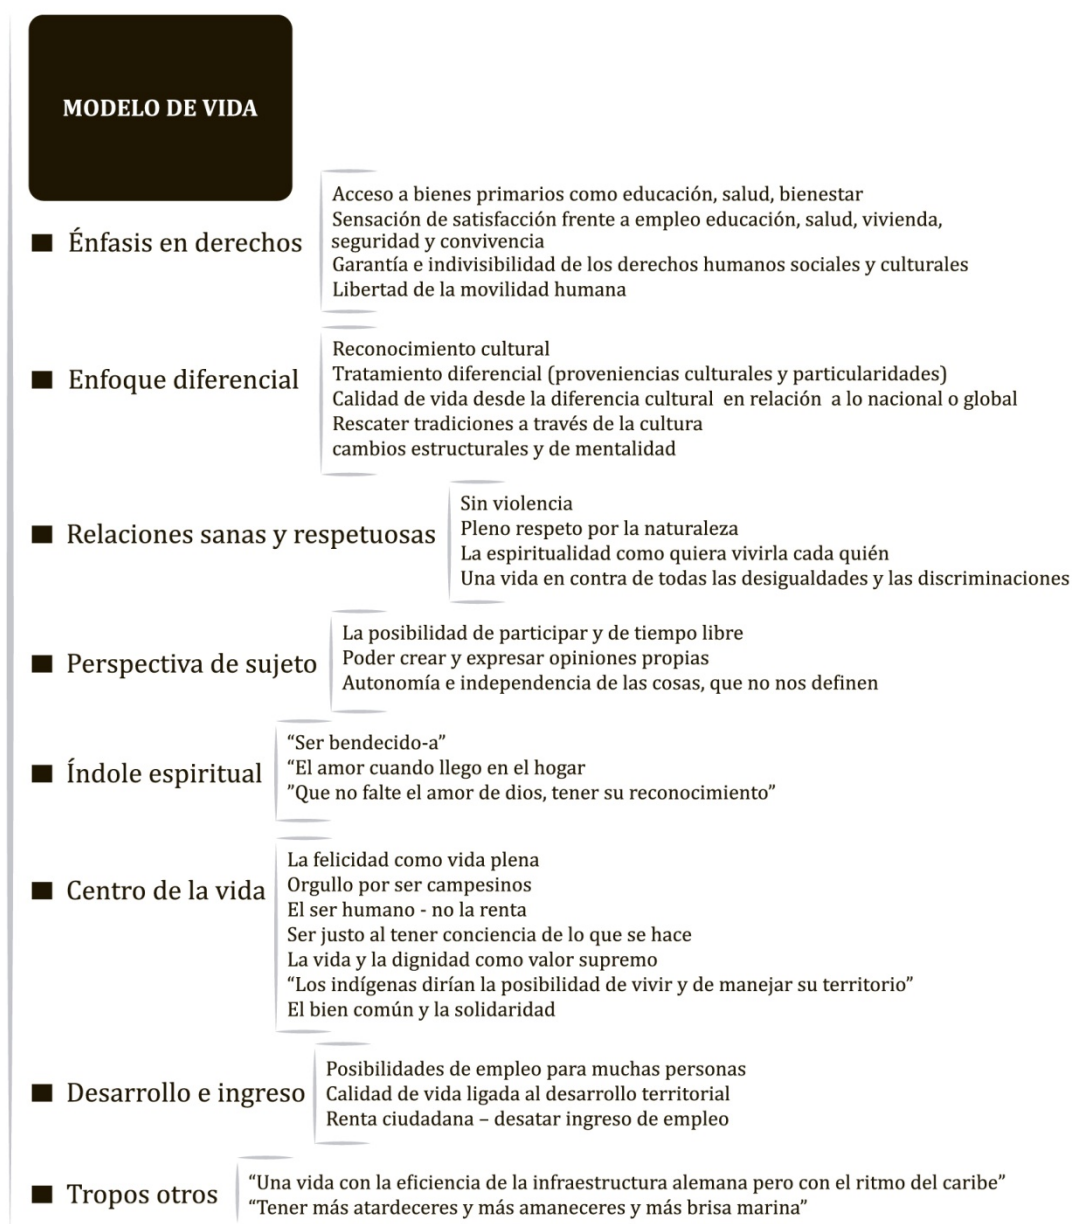 MODELO DE VIDA
Énfasis en derechos
Acceso a bienes primarios como educación, salud, bienestar
Sensación de satisfacción frente a empleo educación, salud, vivienda,
seguridad y convivencia
Garantía e indivisibilidad de los derechos humanos sociales y culturales
Libertad de la movilidad humana
Enfoque diferencial
Reconocimiento cultural
Tratamiento diferencial (proveniencias culturales y particularidades)
Calidad de vida desde la diferencia cultural en relación a lo nacional o global
Rescater tradiciones a través de la cultura
cambios estructurales y de mentalidad
Relaciones sanas y respetuosas
Sin violencia
Pleno respeto por la naturaleza
La espiritualidad como quiera vivirla cada quién
Una vida en contra de todas las desigualdades y las discriminaciones
Perspectiva de sujeto
La posibilidad de participar y de tiempo libre
Poder crear y expresar opiniones propias
Autonomía e independencia de las cosas, que no nos definen
Índole espiritual
“Ser bendecido-a”
“El amor cuando llego en el hogar
”Que no falte el amor de dios, tener su reconocimiento”
Centro de la vida
La felicidad como vida plena
Orgullo por ser campesinos
El ser humano - no la renta
Ser justo al tener conciencia de lo que se hace
La vida y la dignidad como valor supremo
“Los indígenas dirían la posibilidad de vivir y de manejar su territorio”
El bien común y la solidaridad
Desarrollo e ingreso
Posibilidades de empleo para muchas personas
Calidad de vida ligada al desarrollo territorial
Renta ciudadana – desatar ingreso de empleo
Tropos otros
“Una vida con la eficiencia de la infraestructura alemana pero con el ritmo del caribe”
“Tener más atardeceres y más amaneceres y más brisa marina”